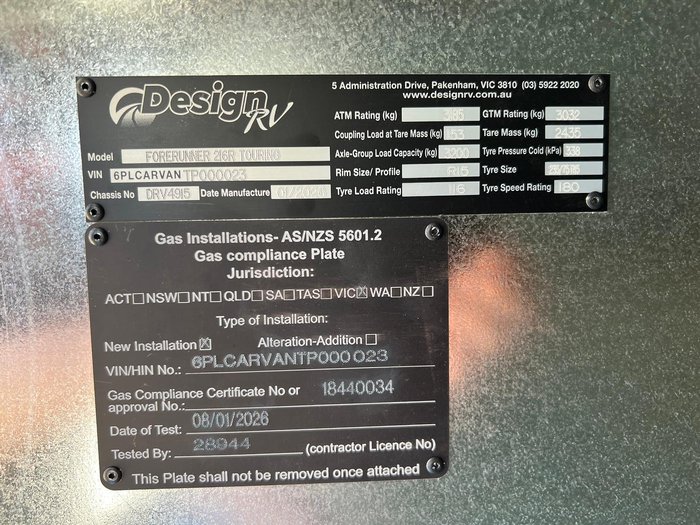 Design RV
5 Administration Drive, Pakenham, VIC 3810 (03) 5922 2020
www.designrv.com.au
ATM Rating (kg) GTM Rating (kg) 3032
Coupling Load at Tare Mass (kg) 153 Tare Mass (kg) 2435
Model FORERUNNER 216R TOURING Axle-Group Load Capacity (kg) 3200 Tyre Pressure Cold (kPa) 338
VIN 6PLCARVANTP000023 Rim Size/ Profile R15 Tyre Size
Chassis No DRV4915 Date Manufacture Tyre Load Rating Tyre Speed Rating 180
Gas Installations- AS/NZS 5601.2
Gas compliance Plate
Jurisdiction:
ACT☐NSW☐NT☐QLD☐SA☐TAS☐VIC☒WA☐NZ☐
Type of Installation:
New Installation☒ Alteration-Addition☐
VIN/HIN No.: 6PLCARVANTP000023
Gas Compliance Certificate No or 18440034
approval No.:
Date of Test: 08/01/2026
Tested By: 28944 (contractor Licence No)
This Plate shall not be removed once attached